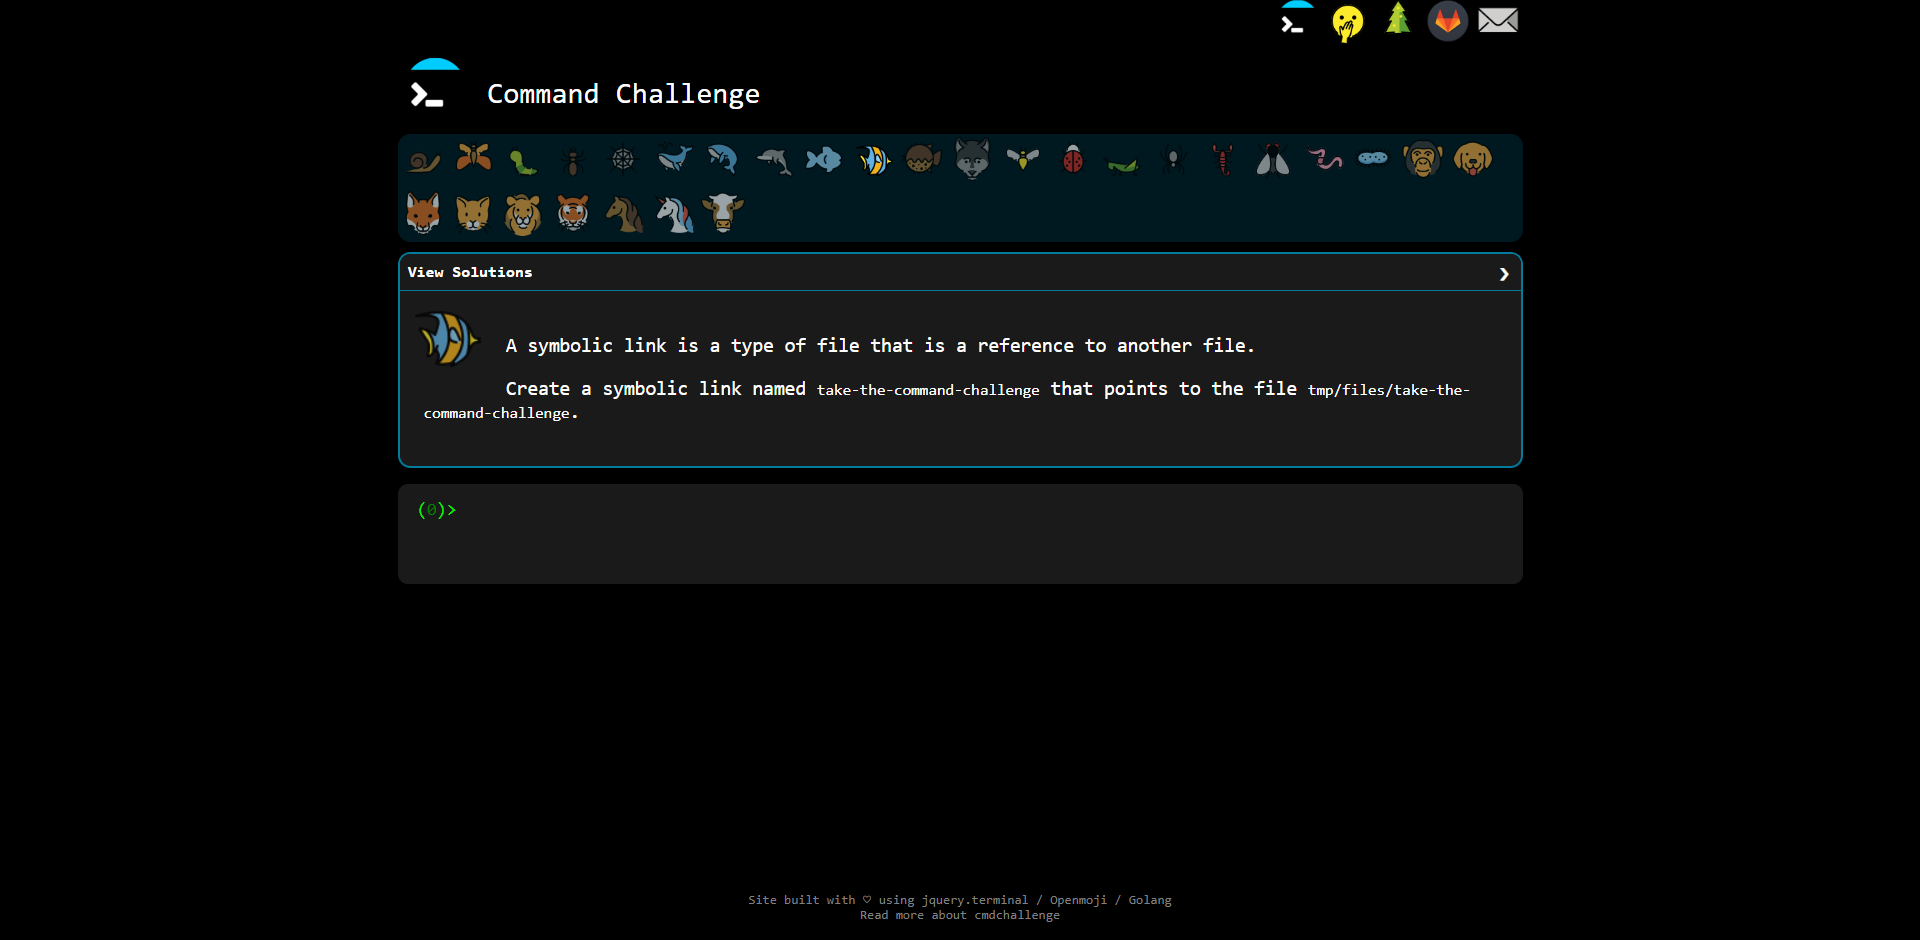 Command Challenge
View Solutions
A symbolic link is a type of file that is a reference to another file.
Create a symbolic link named take-the-command-challenge that points to the file tmp/files/take-the-
command-challenge.
(0)>
Site built with ♡ using jquery.terminal / Openmoji / Golang
Read more about cmdchallenge